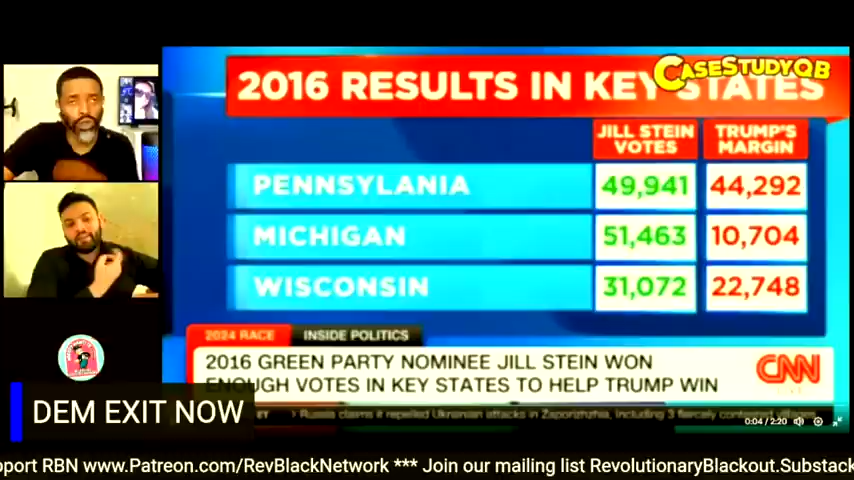 2016 RESULTS IN KEY STATES
CASESTUDYQB
JILL STEIN VOTES
TRUMP'S MARGIN
PENNSYLANIA 49,941 44,292
MICHIGAN 51,463 10,704
WISCONSIN 31,072 22,748
2024 RACE INSIDE POLITICS
2016 GREEN PARTY NOMINEE JILL STEIN WON
ENOUGH VOTES IN KEY STATES TO HELP TRUMP WIN
CNN
DEM EXIT NOW
EY Russia claims it repelled Ukrainian attacks in Zaporizhzhia, including 3 fiercely contested villages
0:04 / 2:20
pport RBN www.Patreon.com/RevBlackNetwork *** Join our mailing list RevolutionaryBlackout.Substack